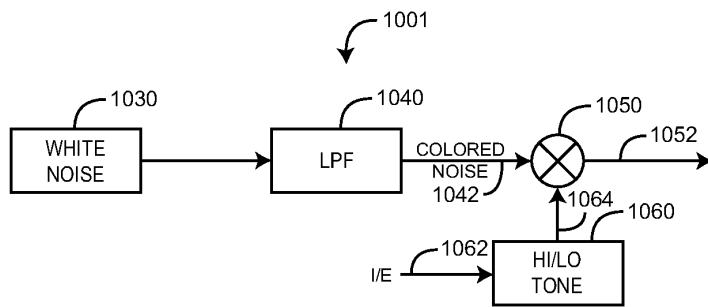 1001
1030
1040
1050
1052
WHITE
NOISE
LPF
COLORED
NOISE
1042
1064
1060
1062
I/E
HI/LO
TONE